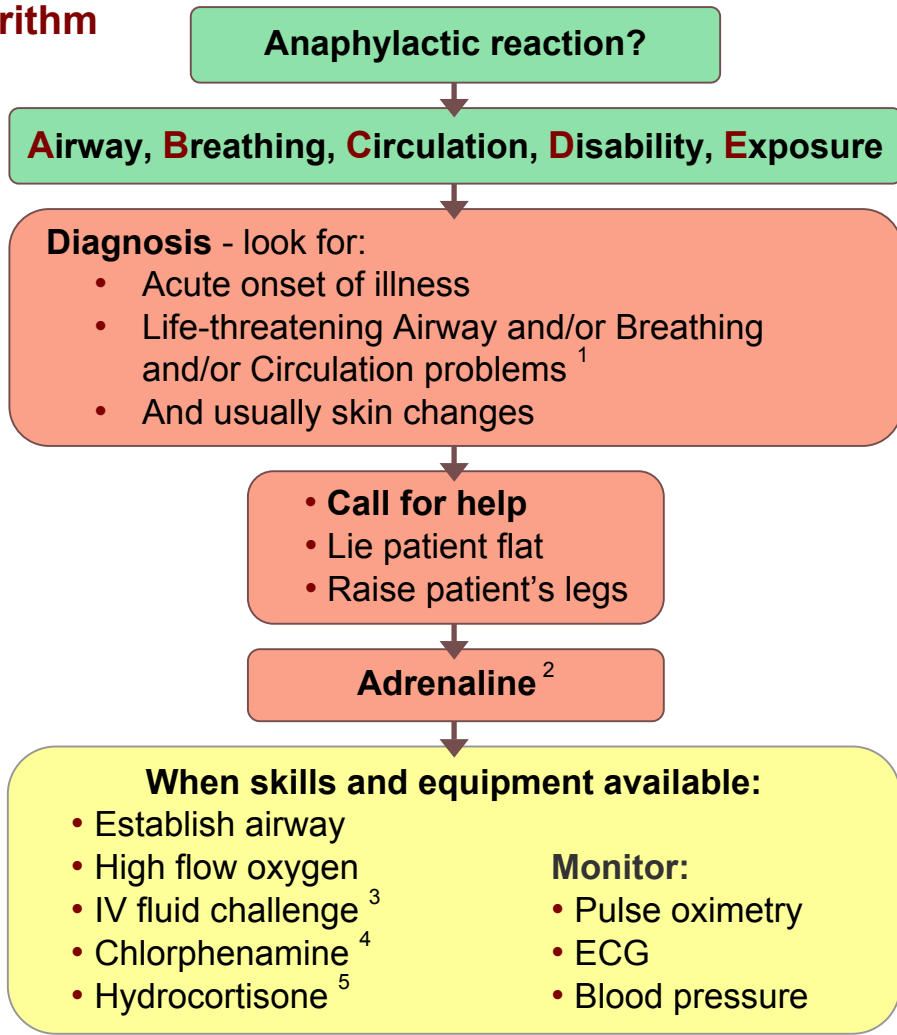 rithm
Anaphylactic reaction?
Airway, Breathing, Circulation, Disability, Exposure
Diagnosis - look for:
• Acute onset of illness
• Life-threatening Airway and/or Breathing
and/or Circulation problems 1
• And usually skin changes
• Call for help
• Lie patient flat
• Raise patient's legs
Adrenaline 2
When skills and equipment available:
• Establish airway
• High flow oxygen
• IV fluid challenge 3
• Chlorphenamine 4
• Hydrocortisone 5
Monitor:
• Pulse oximetry
• ECG
• Blood pressure